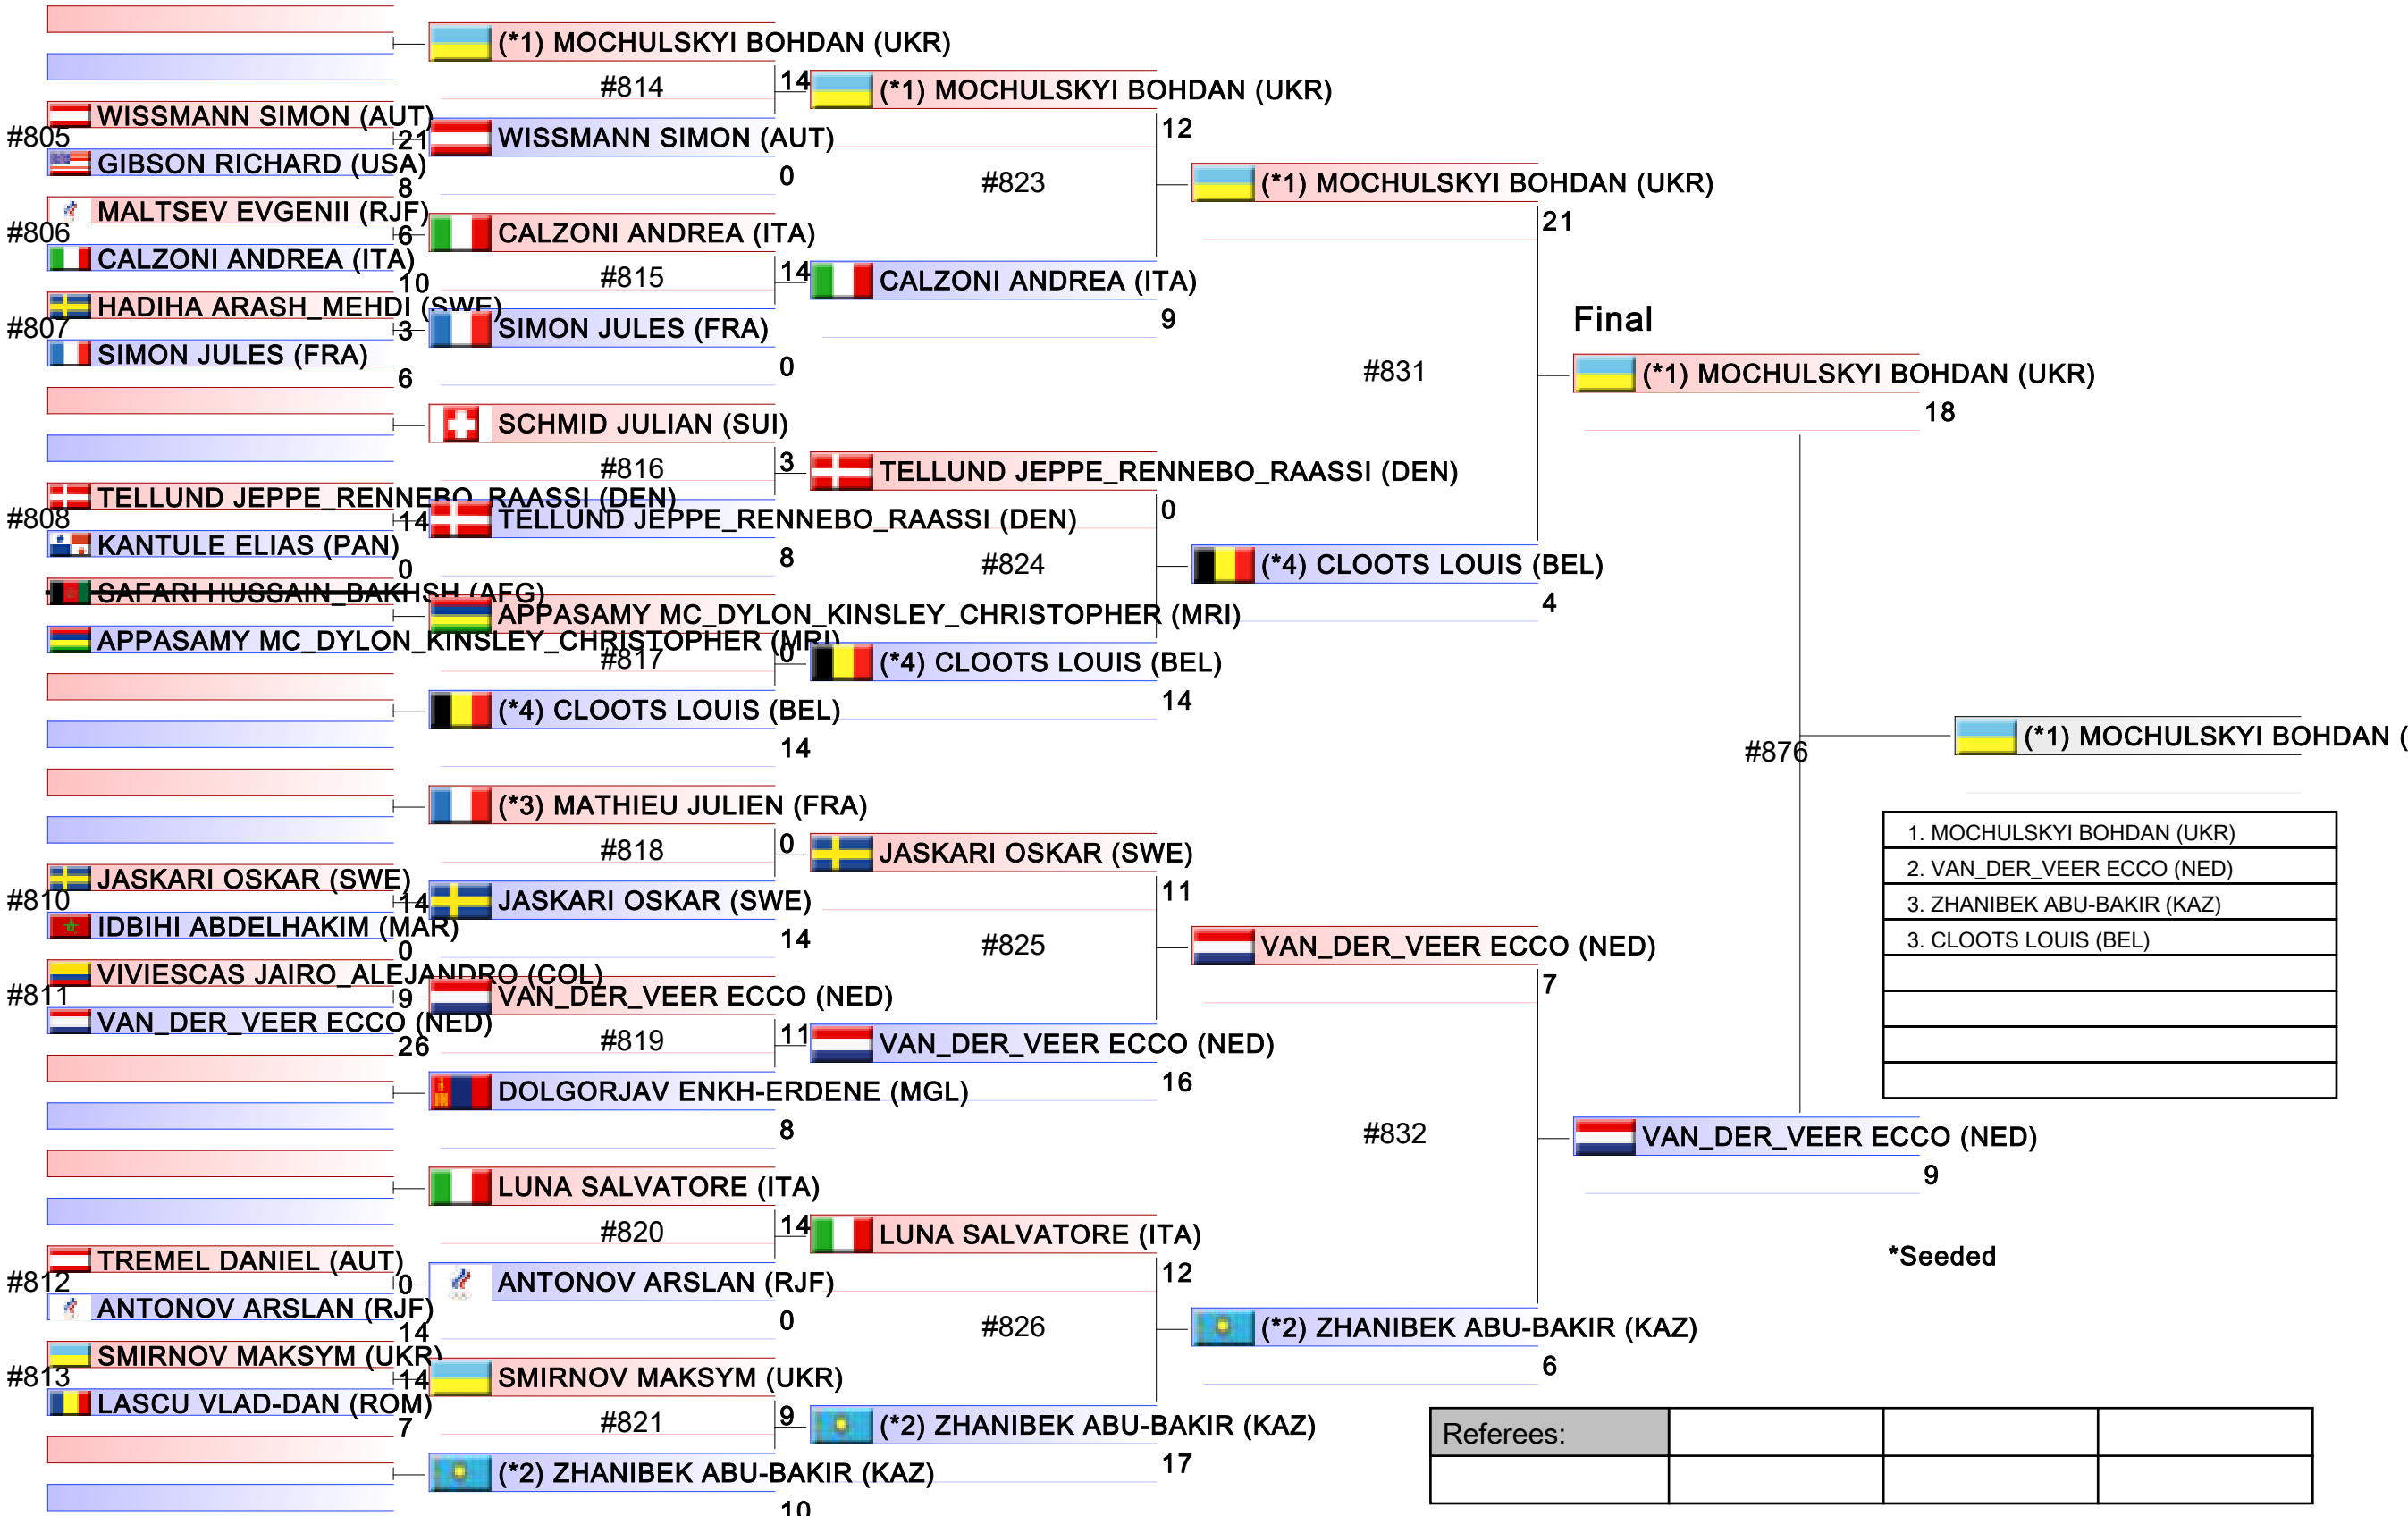 (*1) MOCHULSKYI BOHDAN (UKR)
#814
14
(*1) MOCHULSKYI BOHDAN (UKR)
WISSMANN SIMON (AUT)
#805
21
GIBSON RICHARD (USA)
8
WISSMANN SIMON (AUT)
0
12
#823
(*1) MOCHULSKYI BOHDAN (UKR)
21
MALTSEV EVGENII (RJF)
#806
6
CALZONI ANDREA (ITA)
10
CALZONI ANDREA (ITA)
#815
14
CALZONI ANDREA (ITA)
9
HADIHA ARASH_MEHDI (SWE)
#807
3
SIMON JULES (FRA)
6
SIMON JULES (FRA)
0
Final
#831
(*1) MOCHULSKYI BOHDAN (UKR)
18
SCHMID JULIAN (SUI)
#816
3
TELLUND JEPPE_RENNEBO_RAASSI (DEN)
0
TELLUND JEPPE_RENNEBO_RAASSI (DEN)
#808
14
KANTULE ELIAS (PAN)
0
TELLUND JEPPE_RENNEBO_RAASSI (DEN)
8
#824
(*4) CLOOTS LOUIS (BEL)
4
SAFARI HUSSAIN_BAKHSH (AFG)
APPASAMY MC_DYLON_KINSLEY_CHRISTOPHER (MRI)
APPASAMY MC_DYLON_KINSLEY_CHRISTOPHER (MRI)
#817
0
(*4) CLOOTS LOUIS (BEL)
14
(*4) CLOOTS LOUIS (BEL)
14
#876
(*1) MOCHULSKYI BOHDAN (
(*3) MATHIEU JULIEN (FRA)
#818
0
JASKARI OSKAR (SWE)
11
1. MOCHULSKYI BOHDAN (UKR)
2. VAN_DER_VEER ECCO (NED)
3. ZHANIBEK ABU-BAKIR (KAZ)
3. CLOOTS LOUIS (BEL)
JASKARI OSKAR (SWE)
#810
14
IDBIHI ABDELHAKIM (MAR)
0
JASKARI OSKAR (SWE)
14
#825
VAN_DER_VEER ECCO (NED)
7
VIVIESCAS JAIRO_ALEJANDRO (COL)
#811
9
VAN_DER_VEER ECCO (NED)
26
VAN_DER_VEER ECCO (NED)
#819
11
VAN_DER_VEER ECCO (NED)
16
DOLGORJAV ENKH-ERDENE (MGL)
8
#832
VAN_DER_VEER ECCO (NED)
9
LUNA SALVATORE (ITA)
#820
14
LUNA SALVATORE (ITA)
12
*Seeded
TREMEL DANIEL (AUT)
#812
0
ANTONOV ARSLAN (RJF)
14
ANTONOV ARSLAN (RJF)
0
#826
(*2) ZHANIBEK ABU-BAKIR (KAZ)
6
SMIRNOV MAKSYM (UKR)
#813
14
LASCU VLAD-DAN (ROM)
7
SMIRNOV MAKSYM (UKR)
#821
9
(*2) ZHANIBEK ABU-BAKIR (KAZ)
17
(*2) ZHANIBEK ABU-BAKIR (KAZ)
10
Referees: